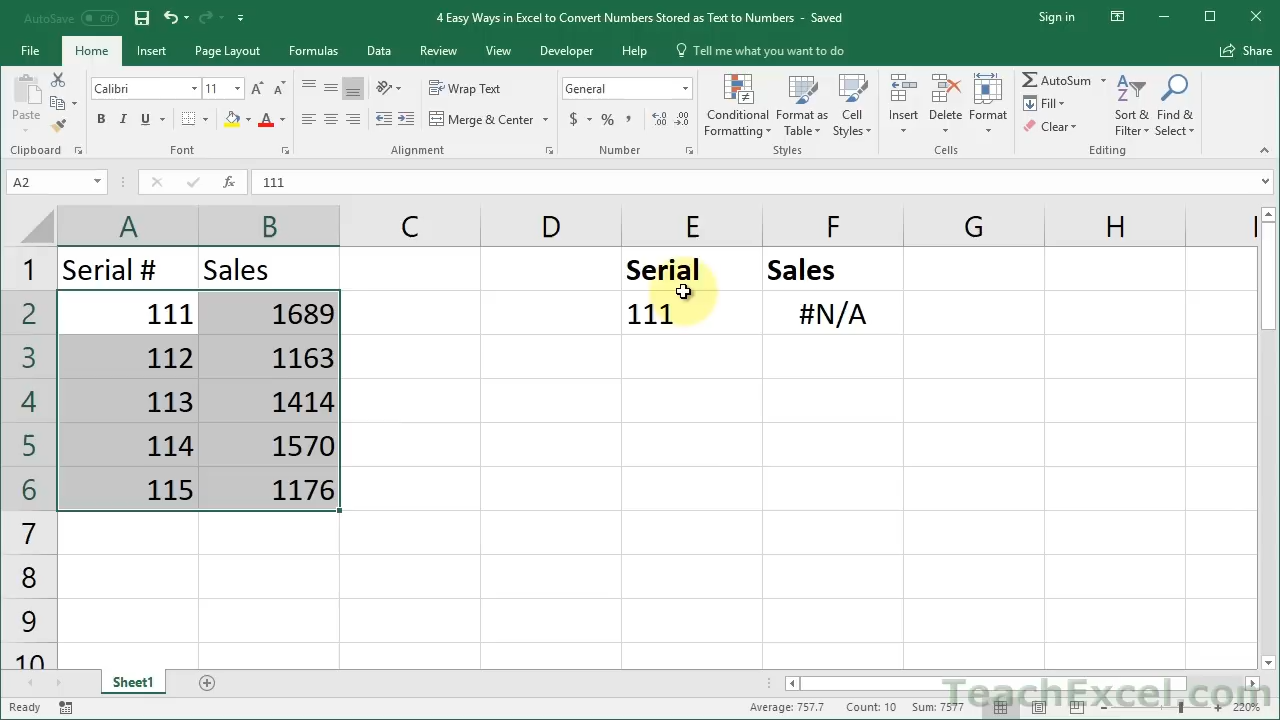 AutoSave Off
4 Easy Ways in Excel to Convert Numbers Stored as Text to Numbers - Saved
Sign in
File Home Insert Page Layout Formulas Data Review View Developer Help Tell me what you want to do Share
Paste
Clipboard
Calibri 11
B I U A
Font
Wrap Text
Merge & Center
Alignment
General
$ % ,
Number
Conditional Formatting
Format as Table
Cell Styles
Styles
Insert Delete Format
Cells
AutoSum
Fill
Clear
Sort & Filter
Find & Select
Editing
A2 fx 111
A B C D E F G H
1 Serial # Sales Serial Sales
2 111 1689 111 #N/A
3 112 1163
4 113 1414
5 114 1570
6 115 1176
7
8
9
10
Sheet1
Ready Average: 757.7 Count: 10 Sum: 7577 220%
TeachExcel.com